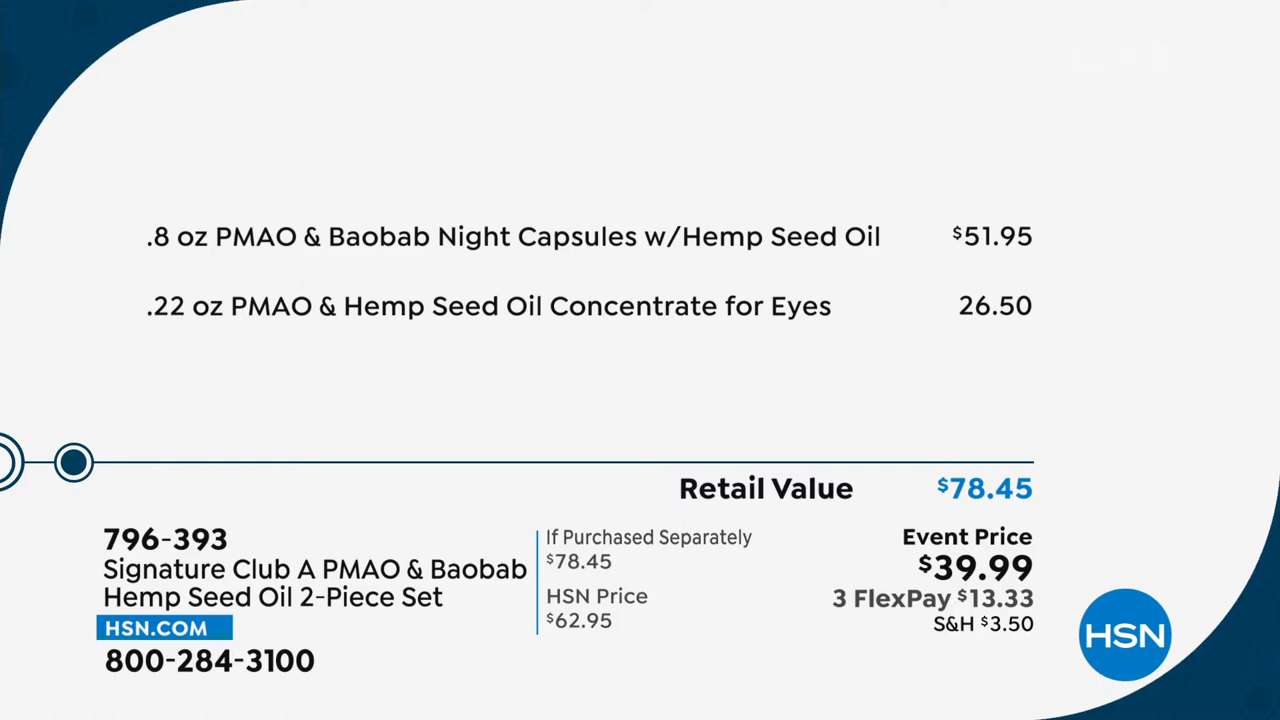 .8 oz PMAO & Baobab Night Capsules w/Hemp Seed Oil $51.95
.22 oz PMAO & Hemp Seed Oil Concentrate for Eyes 26.50
Retail Value $78.45
796-393
Signature Club A PMAO & Baobab
Hemp Seed Oil 2-Piece Set
HSN.COM
800-284-3100
If Purchased Separately
$78.45
HSN Price
$62.95
Event Price
$39.99
3 FlexPay $13.33
S&H $3.50
HSN